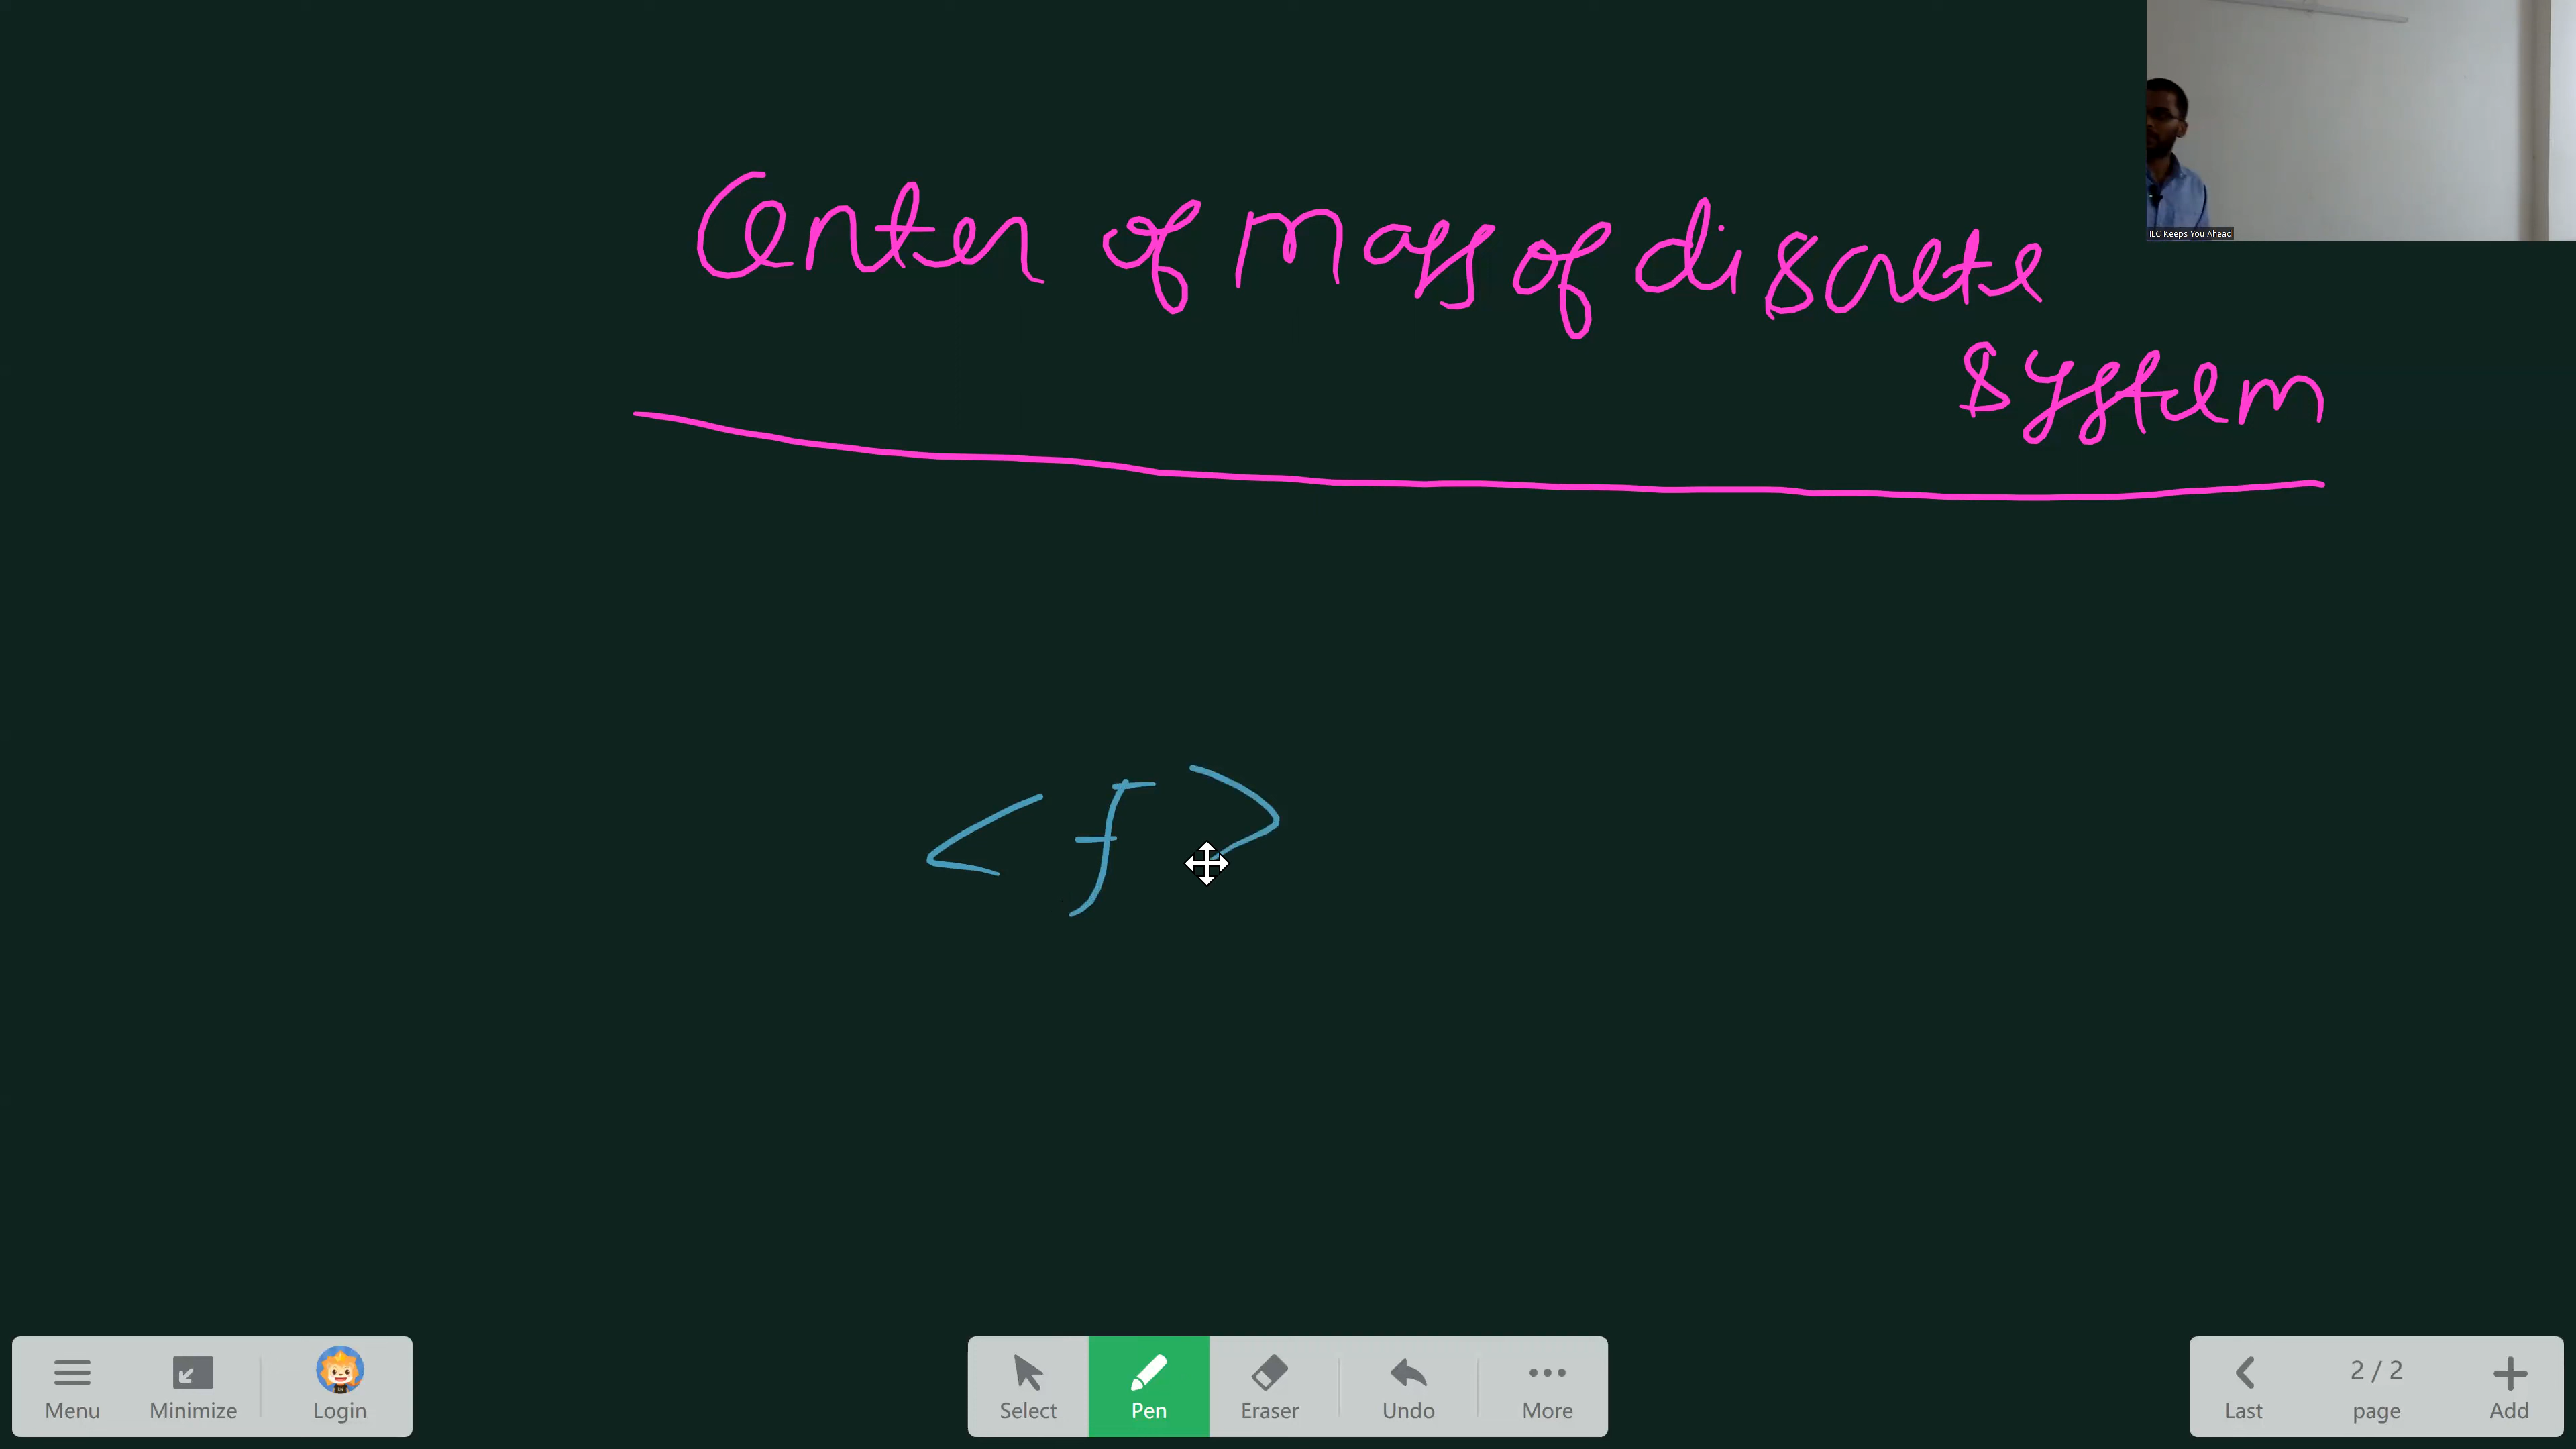 Center of mass of discrete
system
ILC Keeps You Ahead
< f >
Menu Minimize Login Select Pen Eraser Undo More Last 2 / 2 page Add